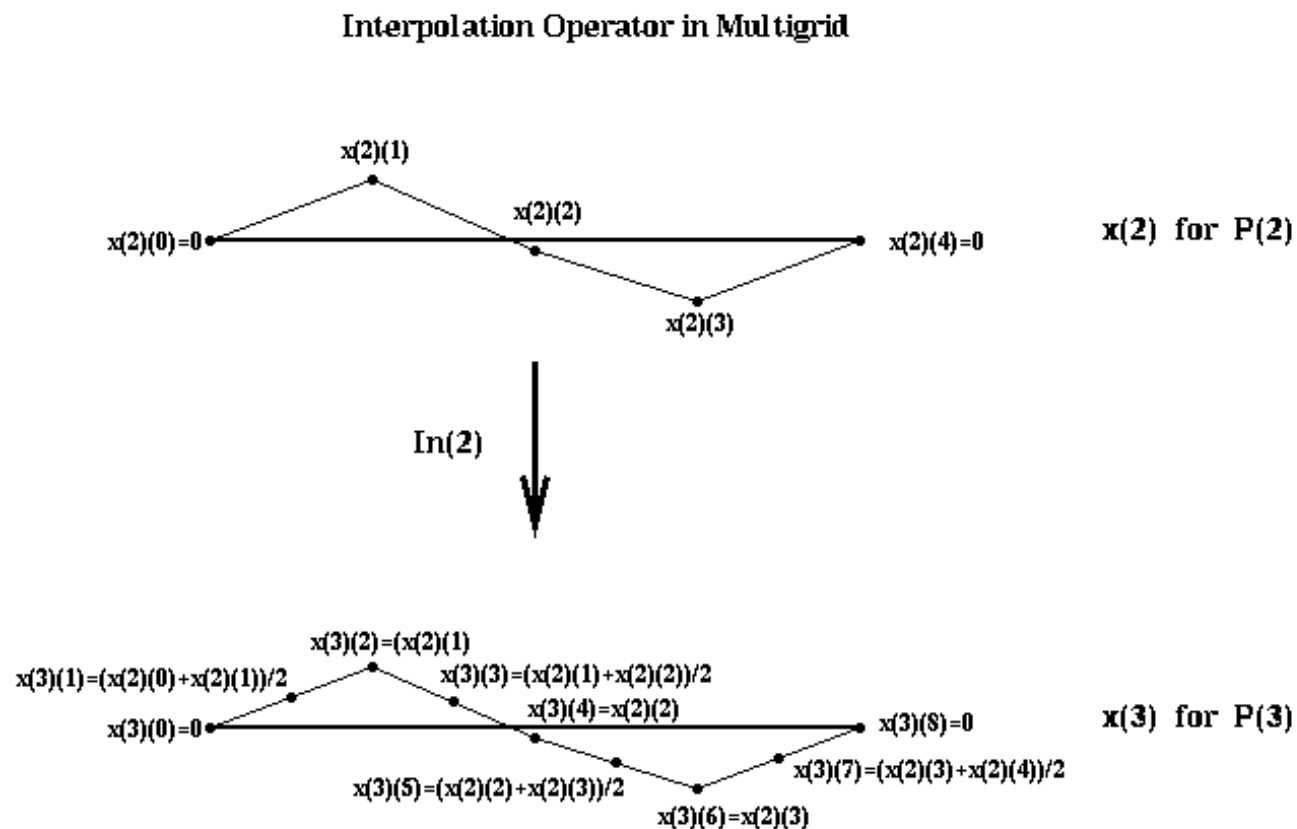 Interpolation Operator in Multigrid
x(2)(1)
x(2)(2)
x(2)(0)=0
x(2)(4)=0
x(2) for P(2)
x(2)(3)
In(2)
x(3)(2)=(x(2)(1)
x(3)(1)=(x(2)(0)+x(2)(1))/2
x(3)(3)=(x(2)(1)+x(2)(2))/2
x(3)(4)=x(2)(2)
x(3)(0)=0
x(3)(8)=0
x(3) for P(3)
x(3)(5)=(x(2)(2)+x(2)(3))/2
x(3)(7)=(x(2)(3)+x(2)(4))/2
x(3)(6)=x(2)(3)